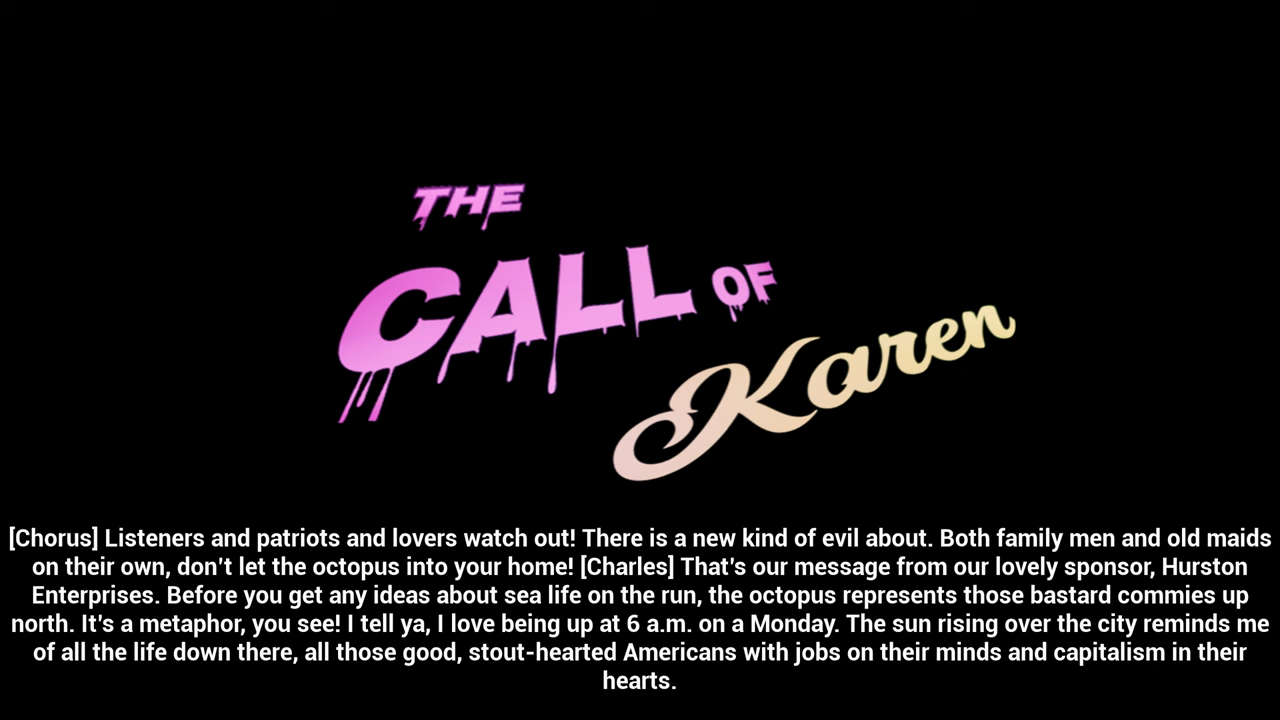 THE
CALL OF
Karen
[Chorus] Listeners and patriots and lovers watch out! There is a new kind of evil about. Both family men and old maids
on their own, don't let the octopus into your home! [Charles] That's our message from our lovely sponsor, Hurston
Enterprises. Before you get any ideas about sea life on the run, the octopus represents those bastard commies up
north. It's a metaphor, you see! I tell ya, I love being up at 6 a.m. on a Monday. The sun rising over the city reminds me
of all the life down there, all those good, stout-hearted Americans with jobs on their minds and capitalism in their
hearts.